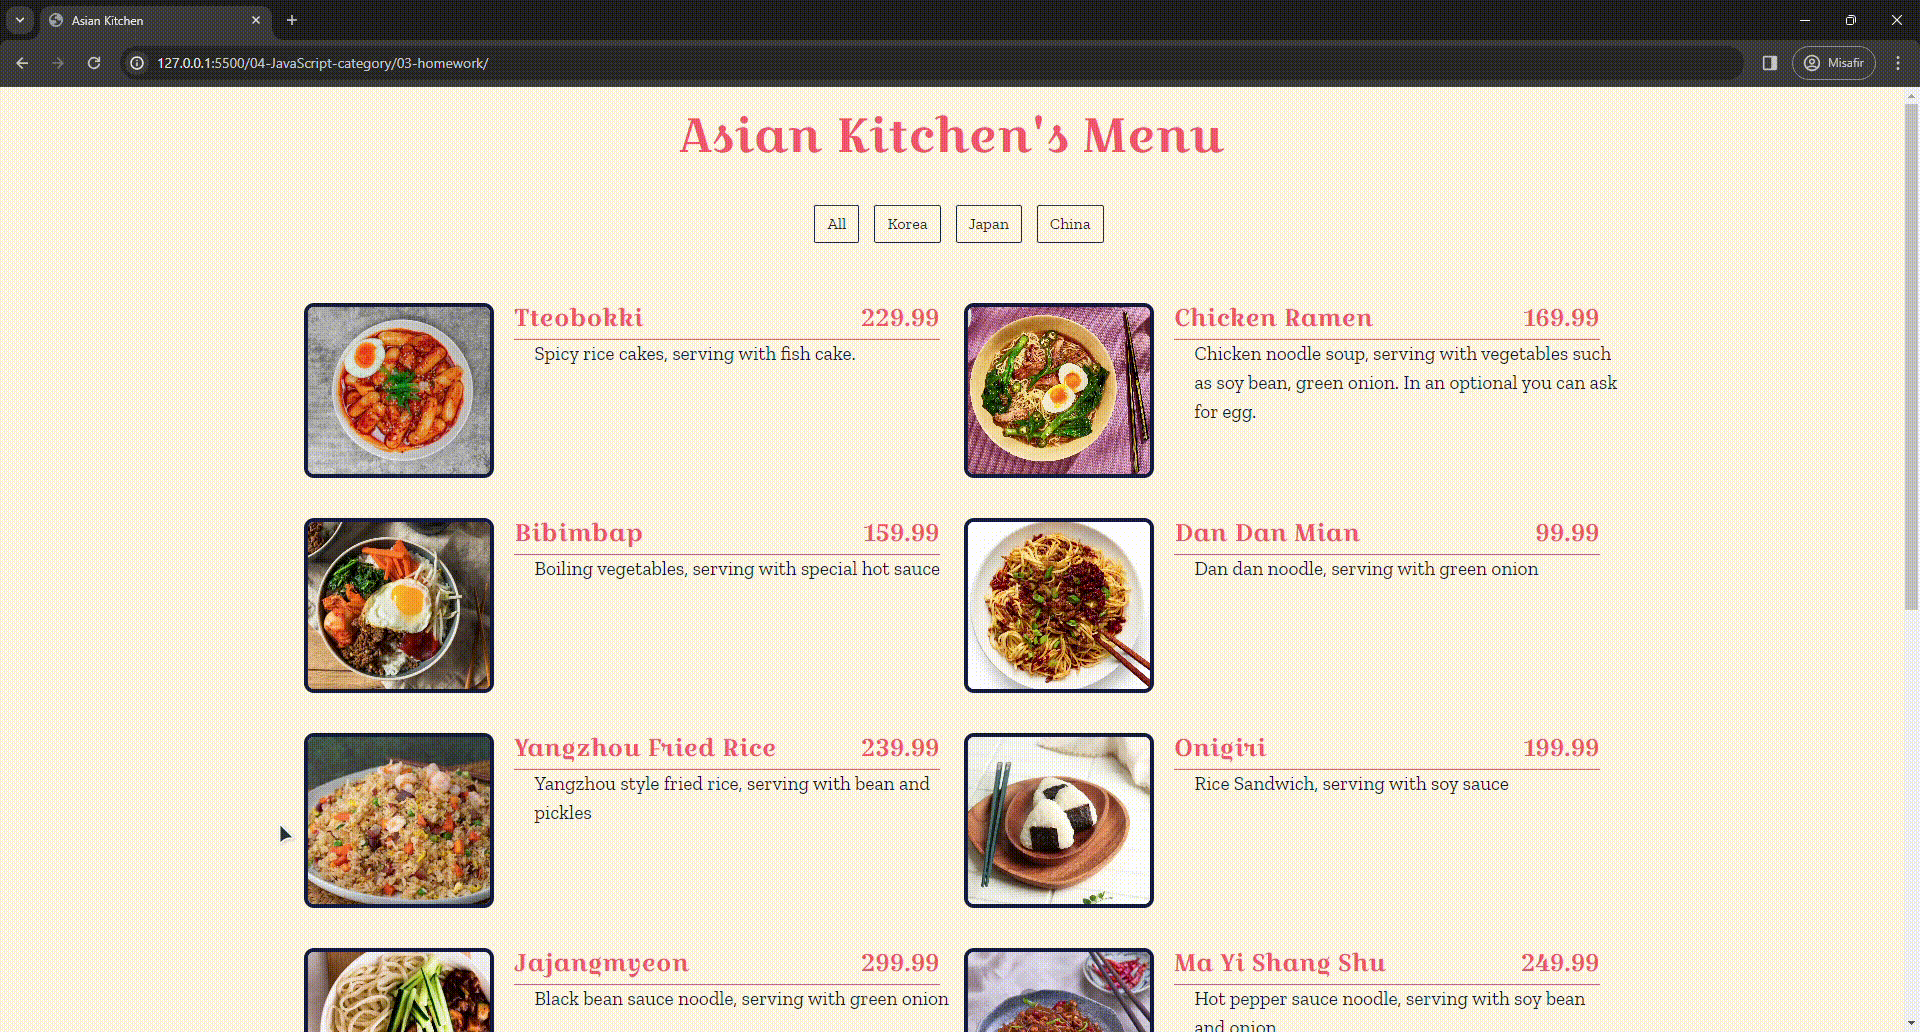 Asian Kitchen
127.0.0.1:5500/04-JavaScript-category/03-homework/
Misafir
Asian Kitchen's Menu
All
Korea
Japan
China
Tteobokki 229.99
Spicy rice cakes, serving with fish cake.
Chicken Ramen 169.99
Chicken noodle soup, serving with vegetables such
as soy bean, green onion. In an optional you can ask
for egg.
Bibimbap 159.99
Boiling vegetables, serving with special hot sauce
Dan Dan Mian 99.99
Dan dan noodle, serving with green onion
Yangzhou Fried Rice 239.99
Yangzhou style fried rice, serving with bean and
pickles
Onigiri 199.99
Rice Sandwich, serving with soy sauce
Jajangmyeon 299.99
Black bean sauce noodle, serving with green onion
Ma Yi Shang Shu 249.99
Hot pepper sauce noodle, serving with soy bean
and onion